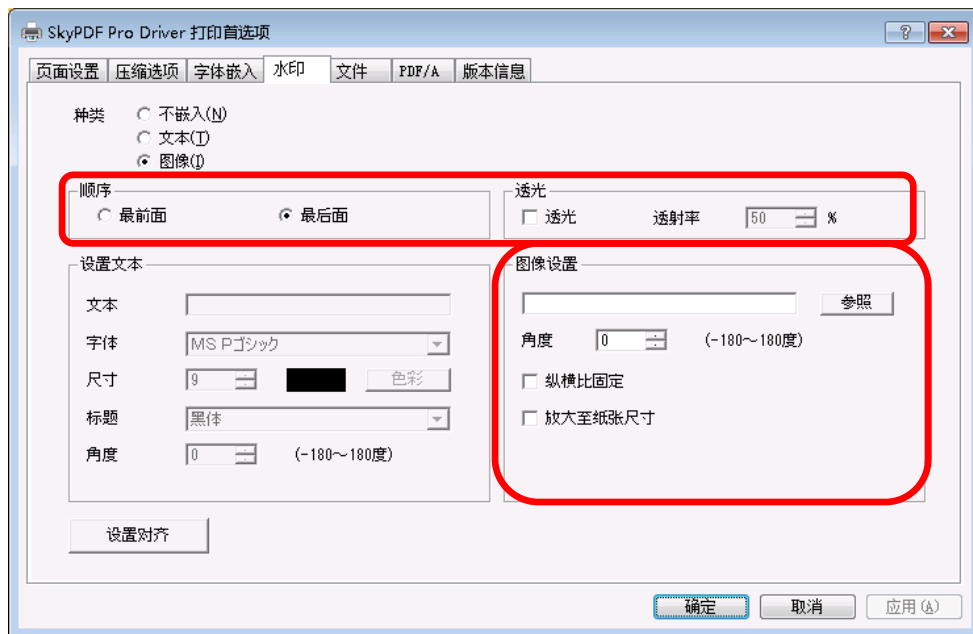 SkyPDF Pro Driver 打印首选项
页面设置 压缩选项 字体嵌入 水印 文件 PDF/A 版本信息
种类 不嵌入(N)
文本(T)
图像(I)
顺序
最前面 最后面
透光
透光 透射率 50 %
设置文本
文本
字体 MS Pゴシック
尺寸 9 色彩
标题 黑体
角度 0 (-180～180度)
图像设置
参照
角度 0 (-180～180度)
纵横比固定
放大至纸张尺寸
设置对齐
确定 取消 应用(A)